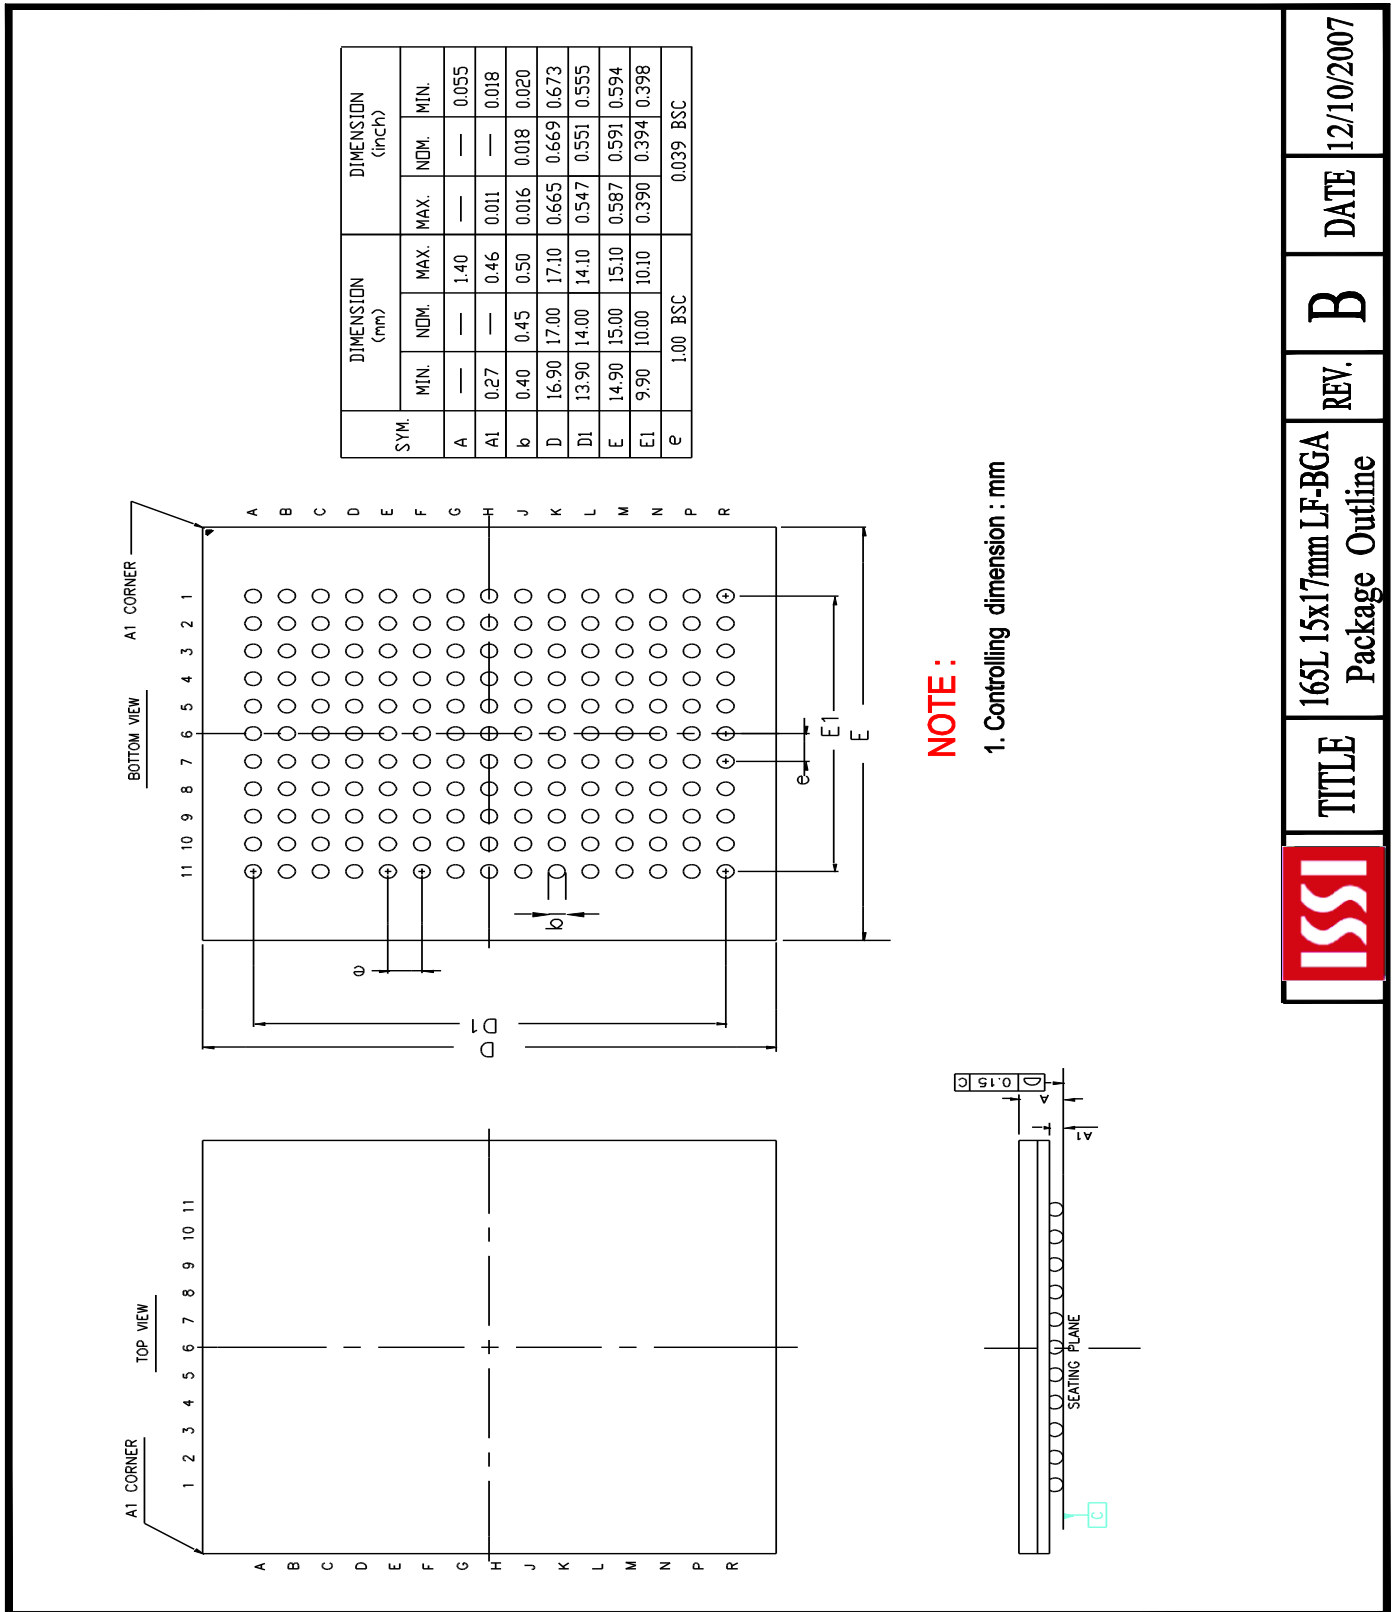 TOP VIEW
A1 CORNER
1 2 3 4 5 6 7 8 9 10 11
A
B
C
D
E
F
G
H
J
K
L
M
N
P
R
BOTTOM VIEW
A1 CORNER
11 10 9 8 7 6 5 4 3 2 1
A
B
C
D
E
F
G
H
J
K
L
M
N
P
R
e
D1
D
b
e
E1
E
SYM. DIMENSION (mm) DIMENSION (inch)
MIN. NOM. MAX. MAX. NOM. MIN.
A — — 1.40 — — 0.055
A1 0.27 — 0.46 0.011 — 0.018
b 0.40 0.45 0.50 0.016 0.018 0.020
D 16.90 17.00 17.10 0.665 0.669 0.673
D1 13.90 14.00 14.10 0.547 0.551 0.555
E 14.90 15.00 15.10 0.587 0.591 0.594
E1 9.90 10.00 10.10 0.390 0.394 0.398
e 1.00 BSC 0.039 BSC
NOTE :
1. Controlling dimension : mm
D 0.15 C
A
A1
SEATING PLANE
C
ISSI
TITLE
165L 15x17mm LF-BGA
Package Outline
REV.
B
DATE
12/10/2007